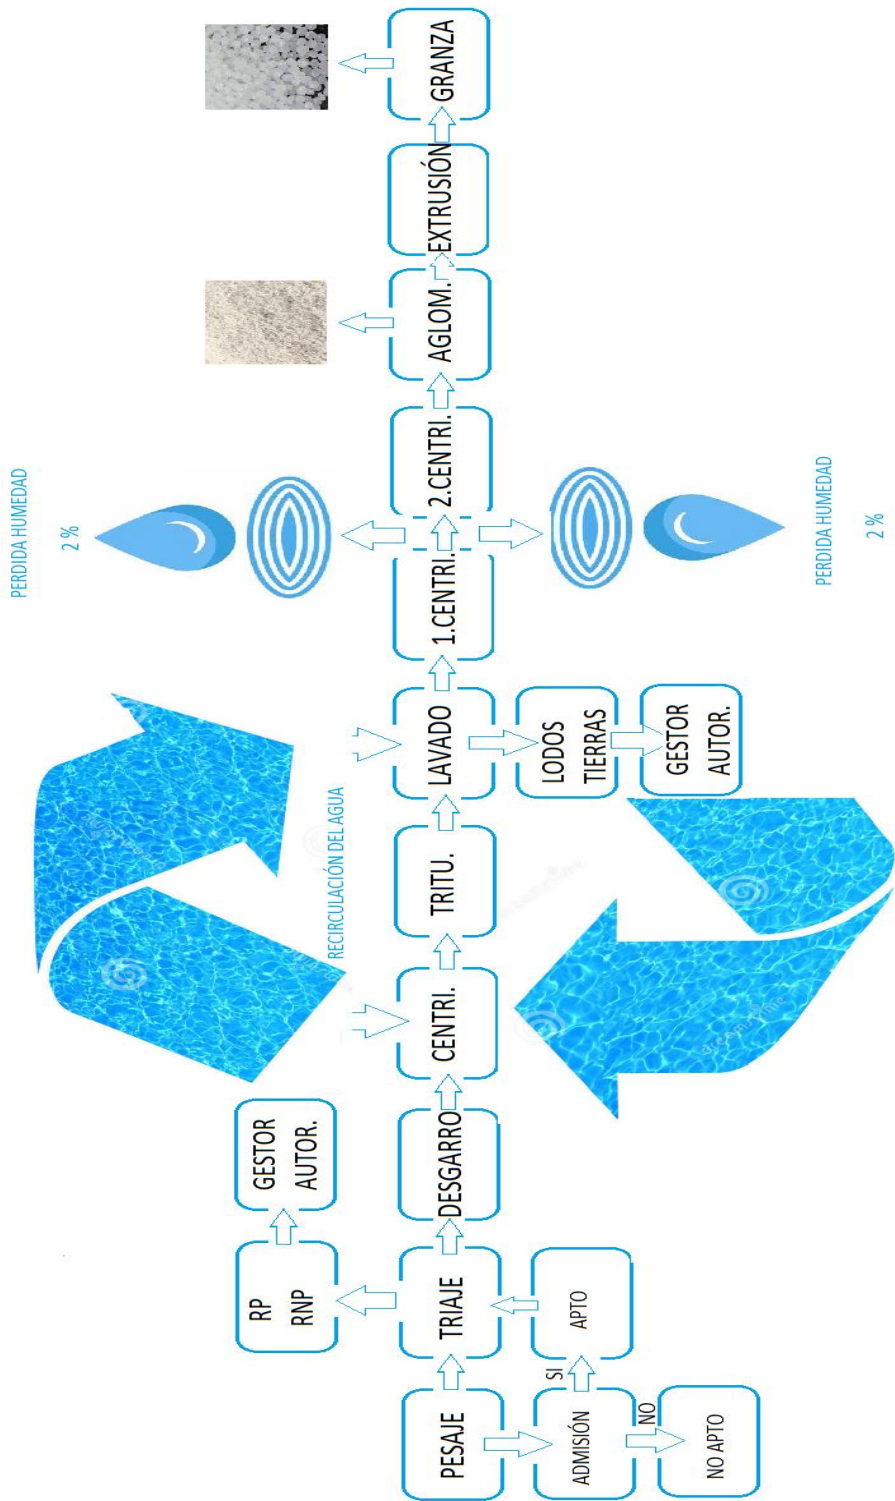 PESAJE
ADMISIÓN
NO
NO APTO
SI
APTO
TRIAJE
RP
RNP
GESTOR
AUTOR.
DESGARRO
CENTRI.
TRITU.
RECIRCULACIÓN DEL AGUA
LAVADO
LODOS
TIERRAS
GESTOR
AUTOR.
1.CENTRI.
PERDIDA HUMEDAD
2 %
PERDIDA HUMEDAD
2 %
2.CENTRI.
AGLOM.
EXTRUSIÓN
GRANZA
dreamstime